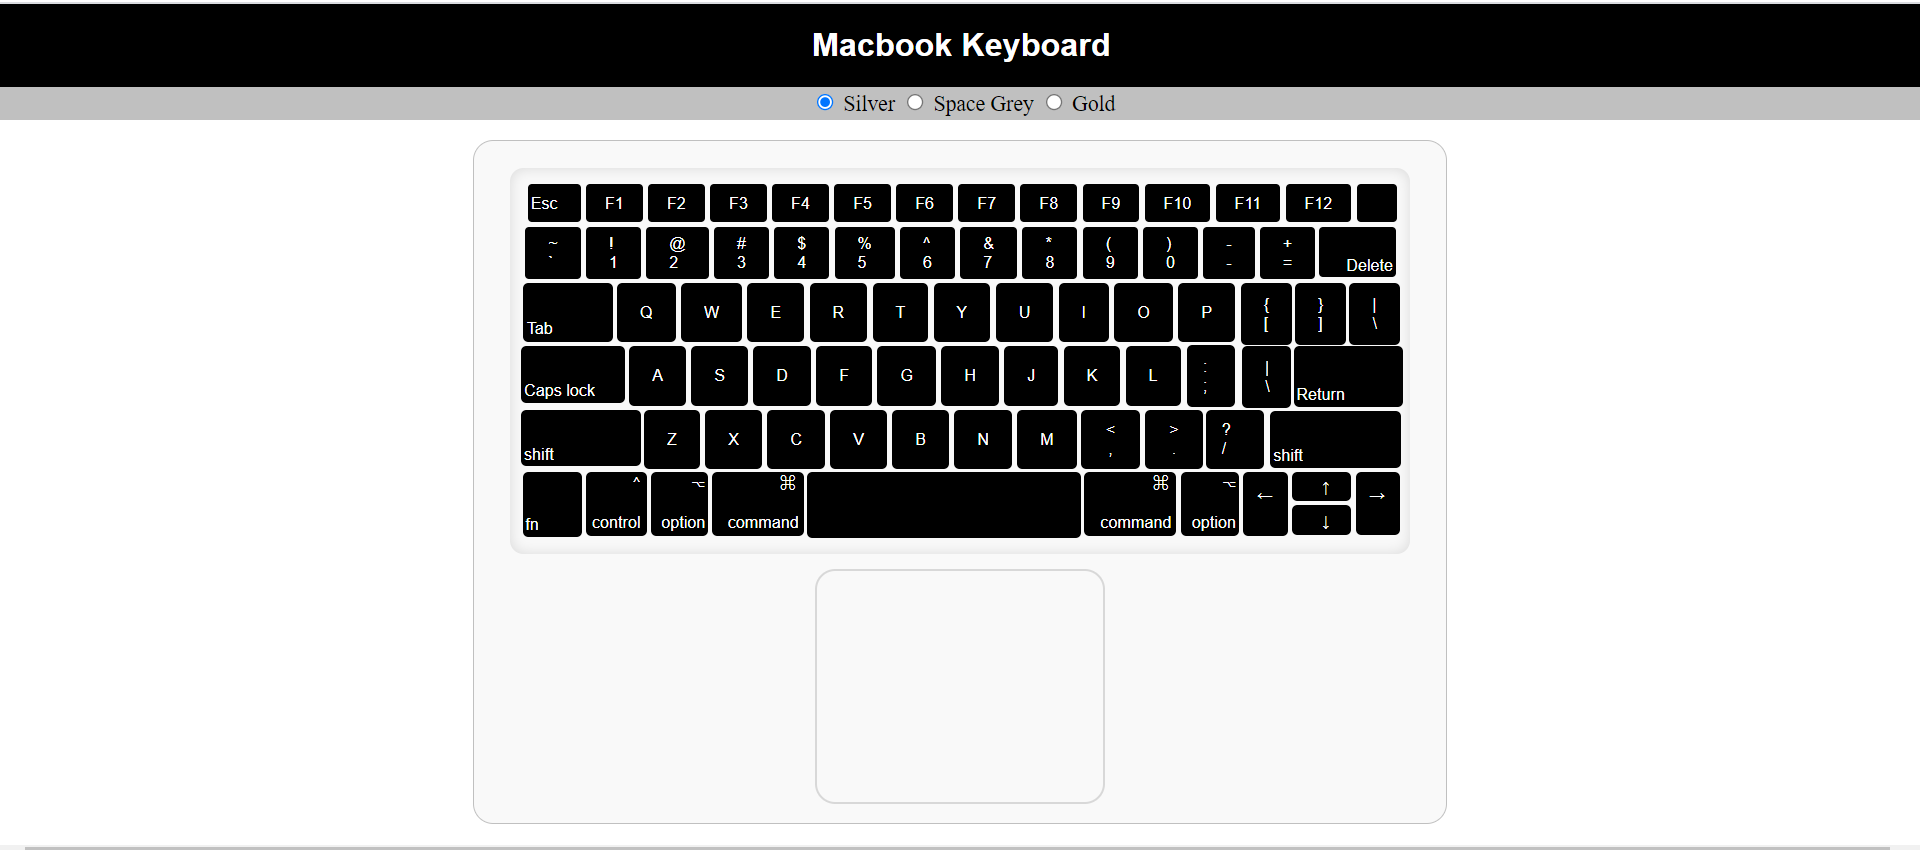 Macbook Keyboard
Silver Space Grey Gold
Esc F1 F2 F3 F4 F5 F6 F7 F8 F9 F10 F11 F12
~ ! @ # $ % ^ & * ( ) - +
` 1 2 3 4 5 6 7 8 9 0 - = Delete
Tab Q W E R T Y U I O P { [ } ] | \
Caps lock A S D F G H J K L : ; | \ Return
shift Z X C V B N M < , > . ? / shift
fn ^ control ⌥ option ⌘ command ⌘ command ⌥ option ← ↑ ↓ →